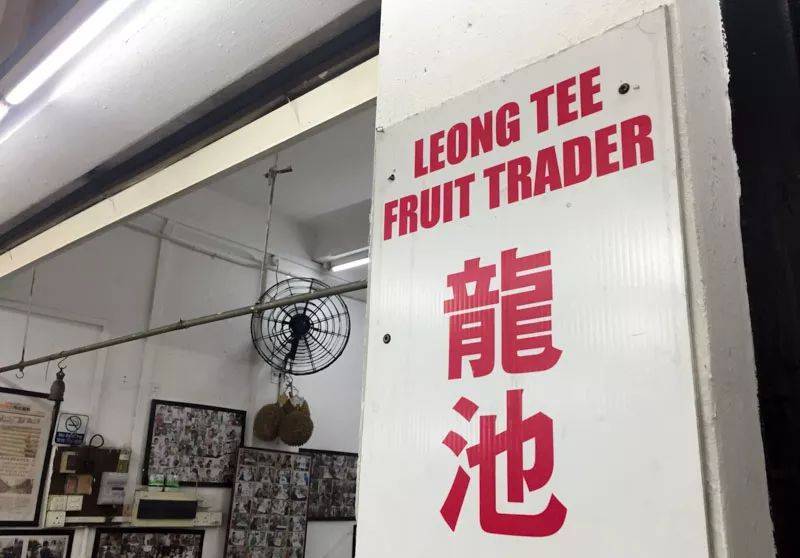 LEONG TEE
FRUIT TRADER
龍
池